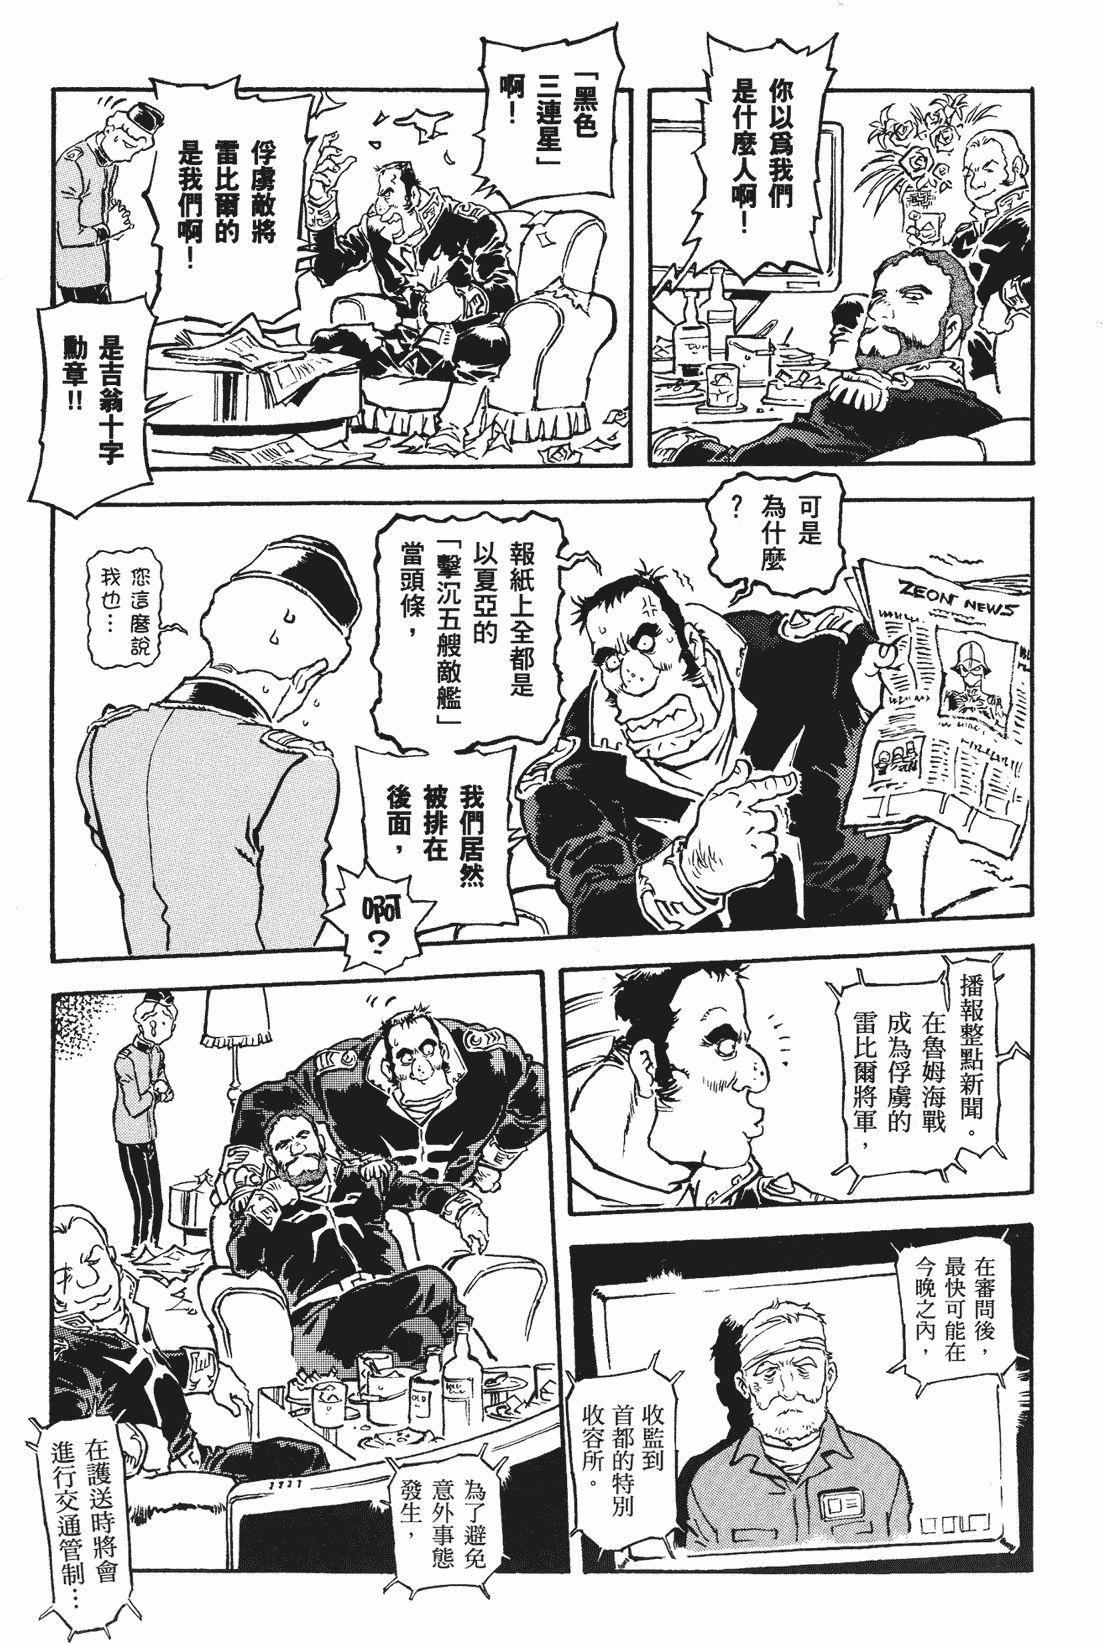 你以爲我們
是什麼人啊！
「黑色
三連星」
啊！
俘虜敵將
雷比爾的
是我們啊！
是吉翁十字
勳章!!
可是
為什麼
？
ZEON NEWS
報紙上全都是
以夏亞的
「擊沉五艘敵艦」
當頭條，
我們居然
被排在
後面，
啊？
您這麼說
我也…
播報整點新聞。
在魯姆海戰
成為俘虜的
雷比爾將軍，
在審問後，
最快可能在
今晚之內，
收監到
首都的特別
收容所。
為了避免
意外事態
發生，
在護送時將會
進行交通管制…